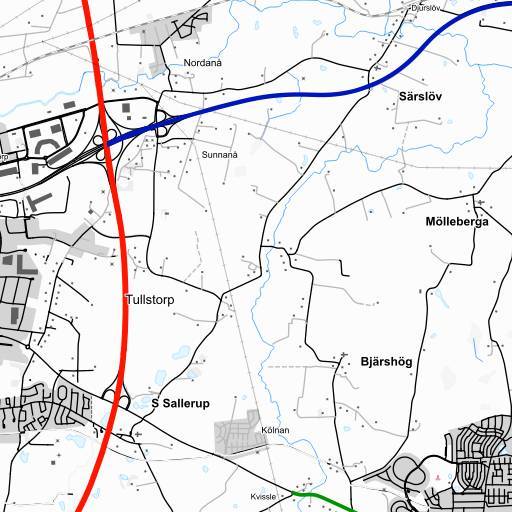 Djurslöv
Nordanå
Särslöv
Sunnanå
Mölleberga
Tullstorp
Bjärshög
S Sallerup
Kölnan
Kvissle